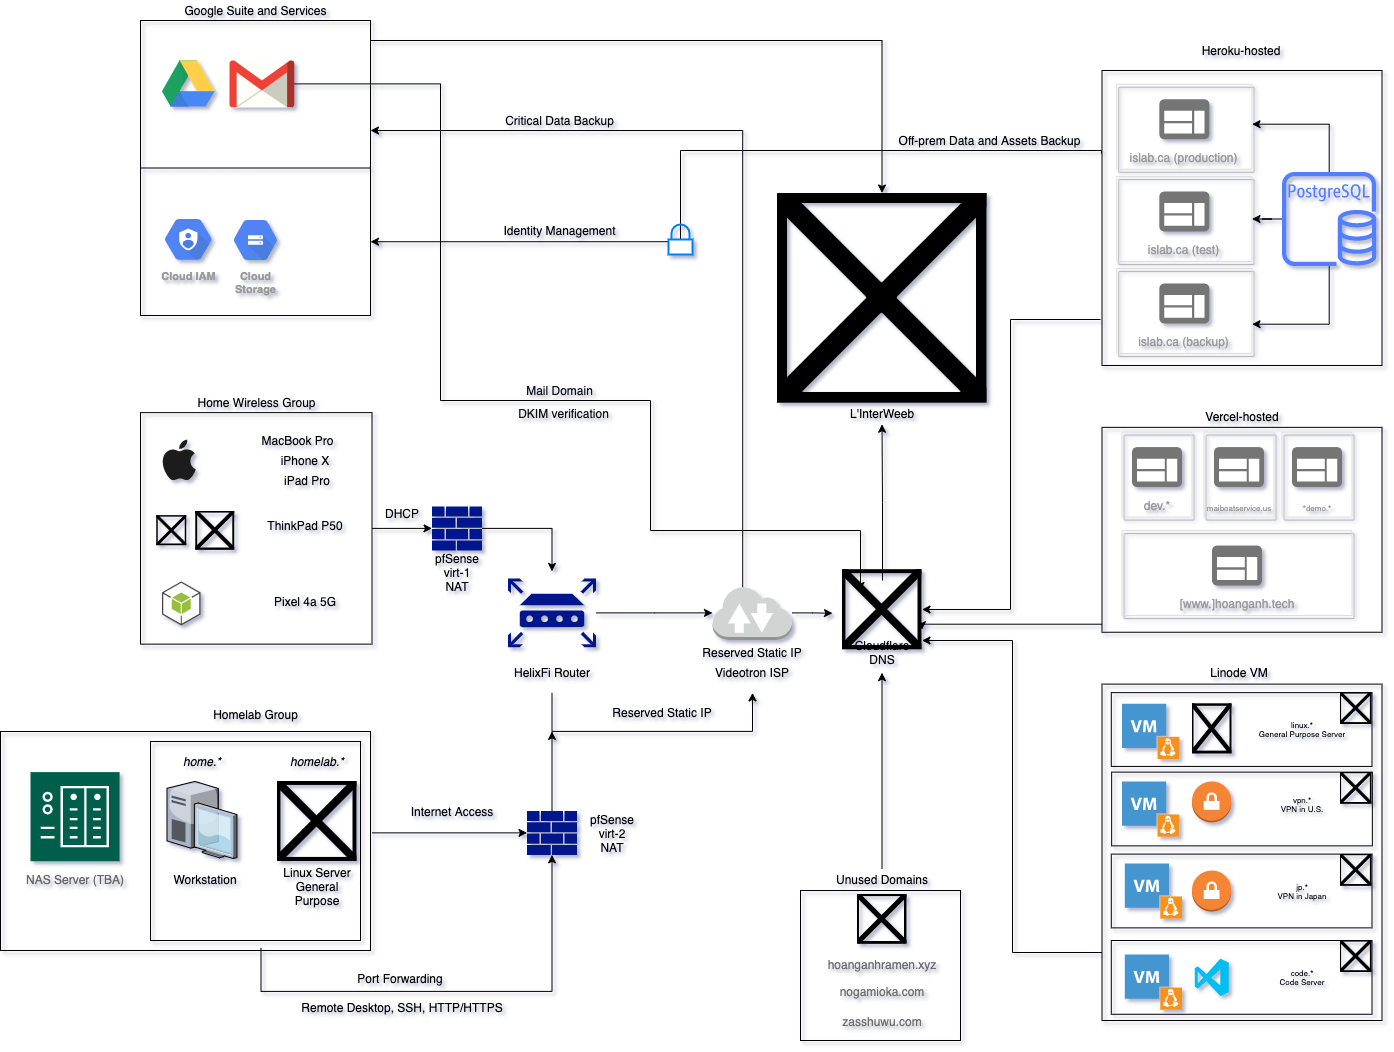 Google Suite and Services
Cloud IAM
Cloud
Storage
Critical Data Backup
Off-prem Data and Assets Backup
Identity Management
Mail Domain
DKIM verification
L'InterWeeb
Heroku-hosted
islab.ca (production)
islab.ca (test)
islab.ca (backup)
PostgreSQL
Home Wireless Group
MacBook Pro
iPhone X
iPad Pro
ThinkPad P50
Pixel 4a 5G
DHCP
pfSense
virt-1
NAT
HelixFi Router
Reserved Static IP
Videotron ISP
Cloudflare
DNS
Vercel-hosted
dev.*
maiboatservice.us
*demo.*
[www.]hoanganh.tech
Homelab Group
home.*
homelab.*
NAS Server (TBA)
Workstation
Linux Server
General
Purpose
Internet Access
Reserved Static IP
pfSense
virt-2
NAT
Port Forwarding
Remote Desktop, SSH, HTTP/HTTPS
Unused Domains
hoanganhramen.xyz
nogamioka.com
zasshuwu.com
Linode VM
VM
linux.*
General Purpose Server
VM
vpn.*
VPN in U.S.
VM
jp.*
VPN in Japan
VM
code.*
Code Server